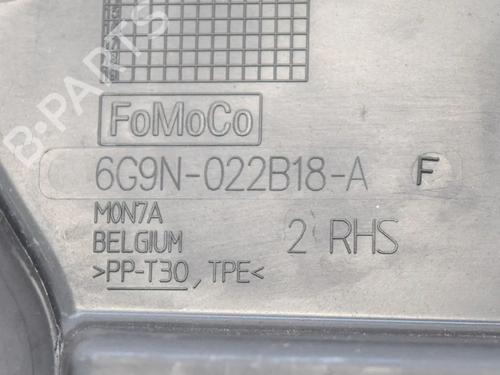 B-PARTS
FoMoCo
6G9N-022B18-A F
M0N7A
BELGIUM 2 RHS
>PP-T30, TPE<